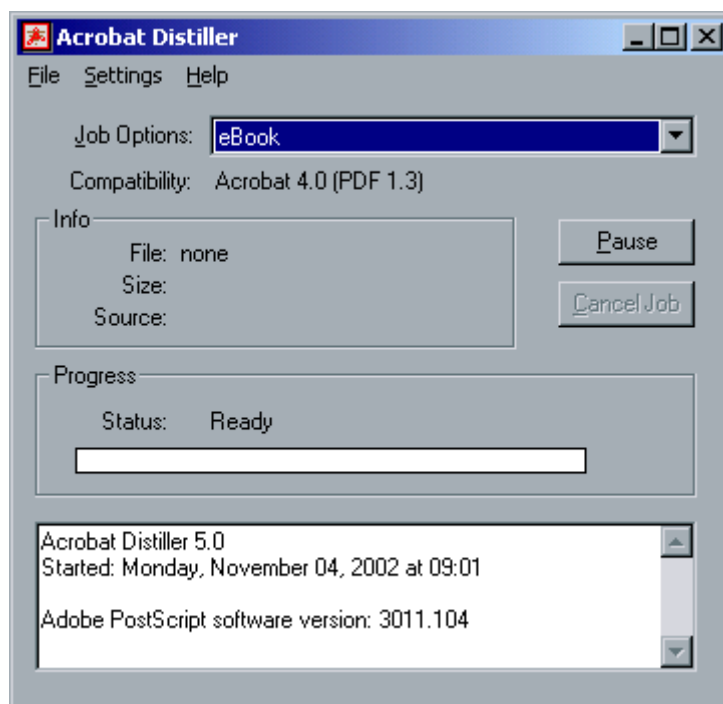 Acrobat Distiller
File Settings Help
Job Options: eBook
Compatibility: Acrobat 4.0 (PDF 1.3)
Info
File: none
Size:
Source:
Pause
Cancel Job
Progress
Status: Ready
Acrobat Distiller 5.0
Started: Monday, November 04, 2002 at 09:01
Adobe PostScript software version: 3011.104